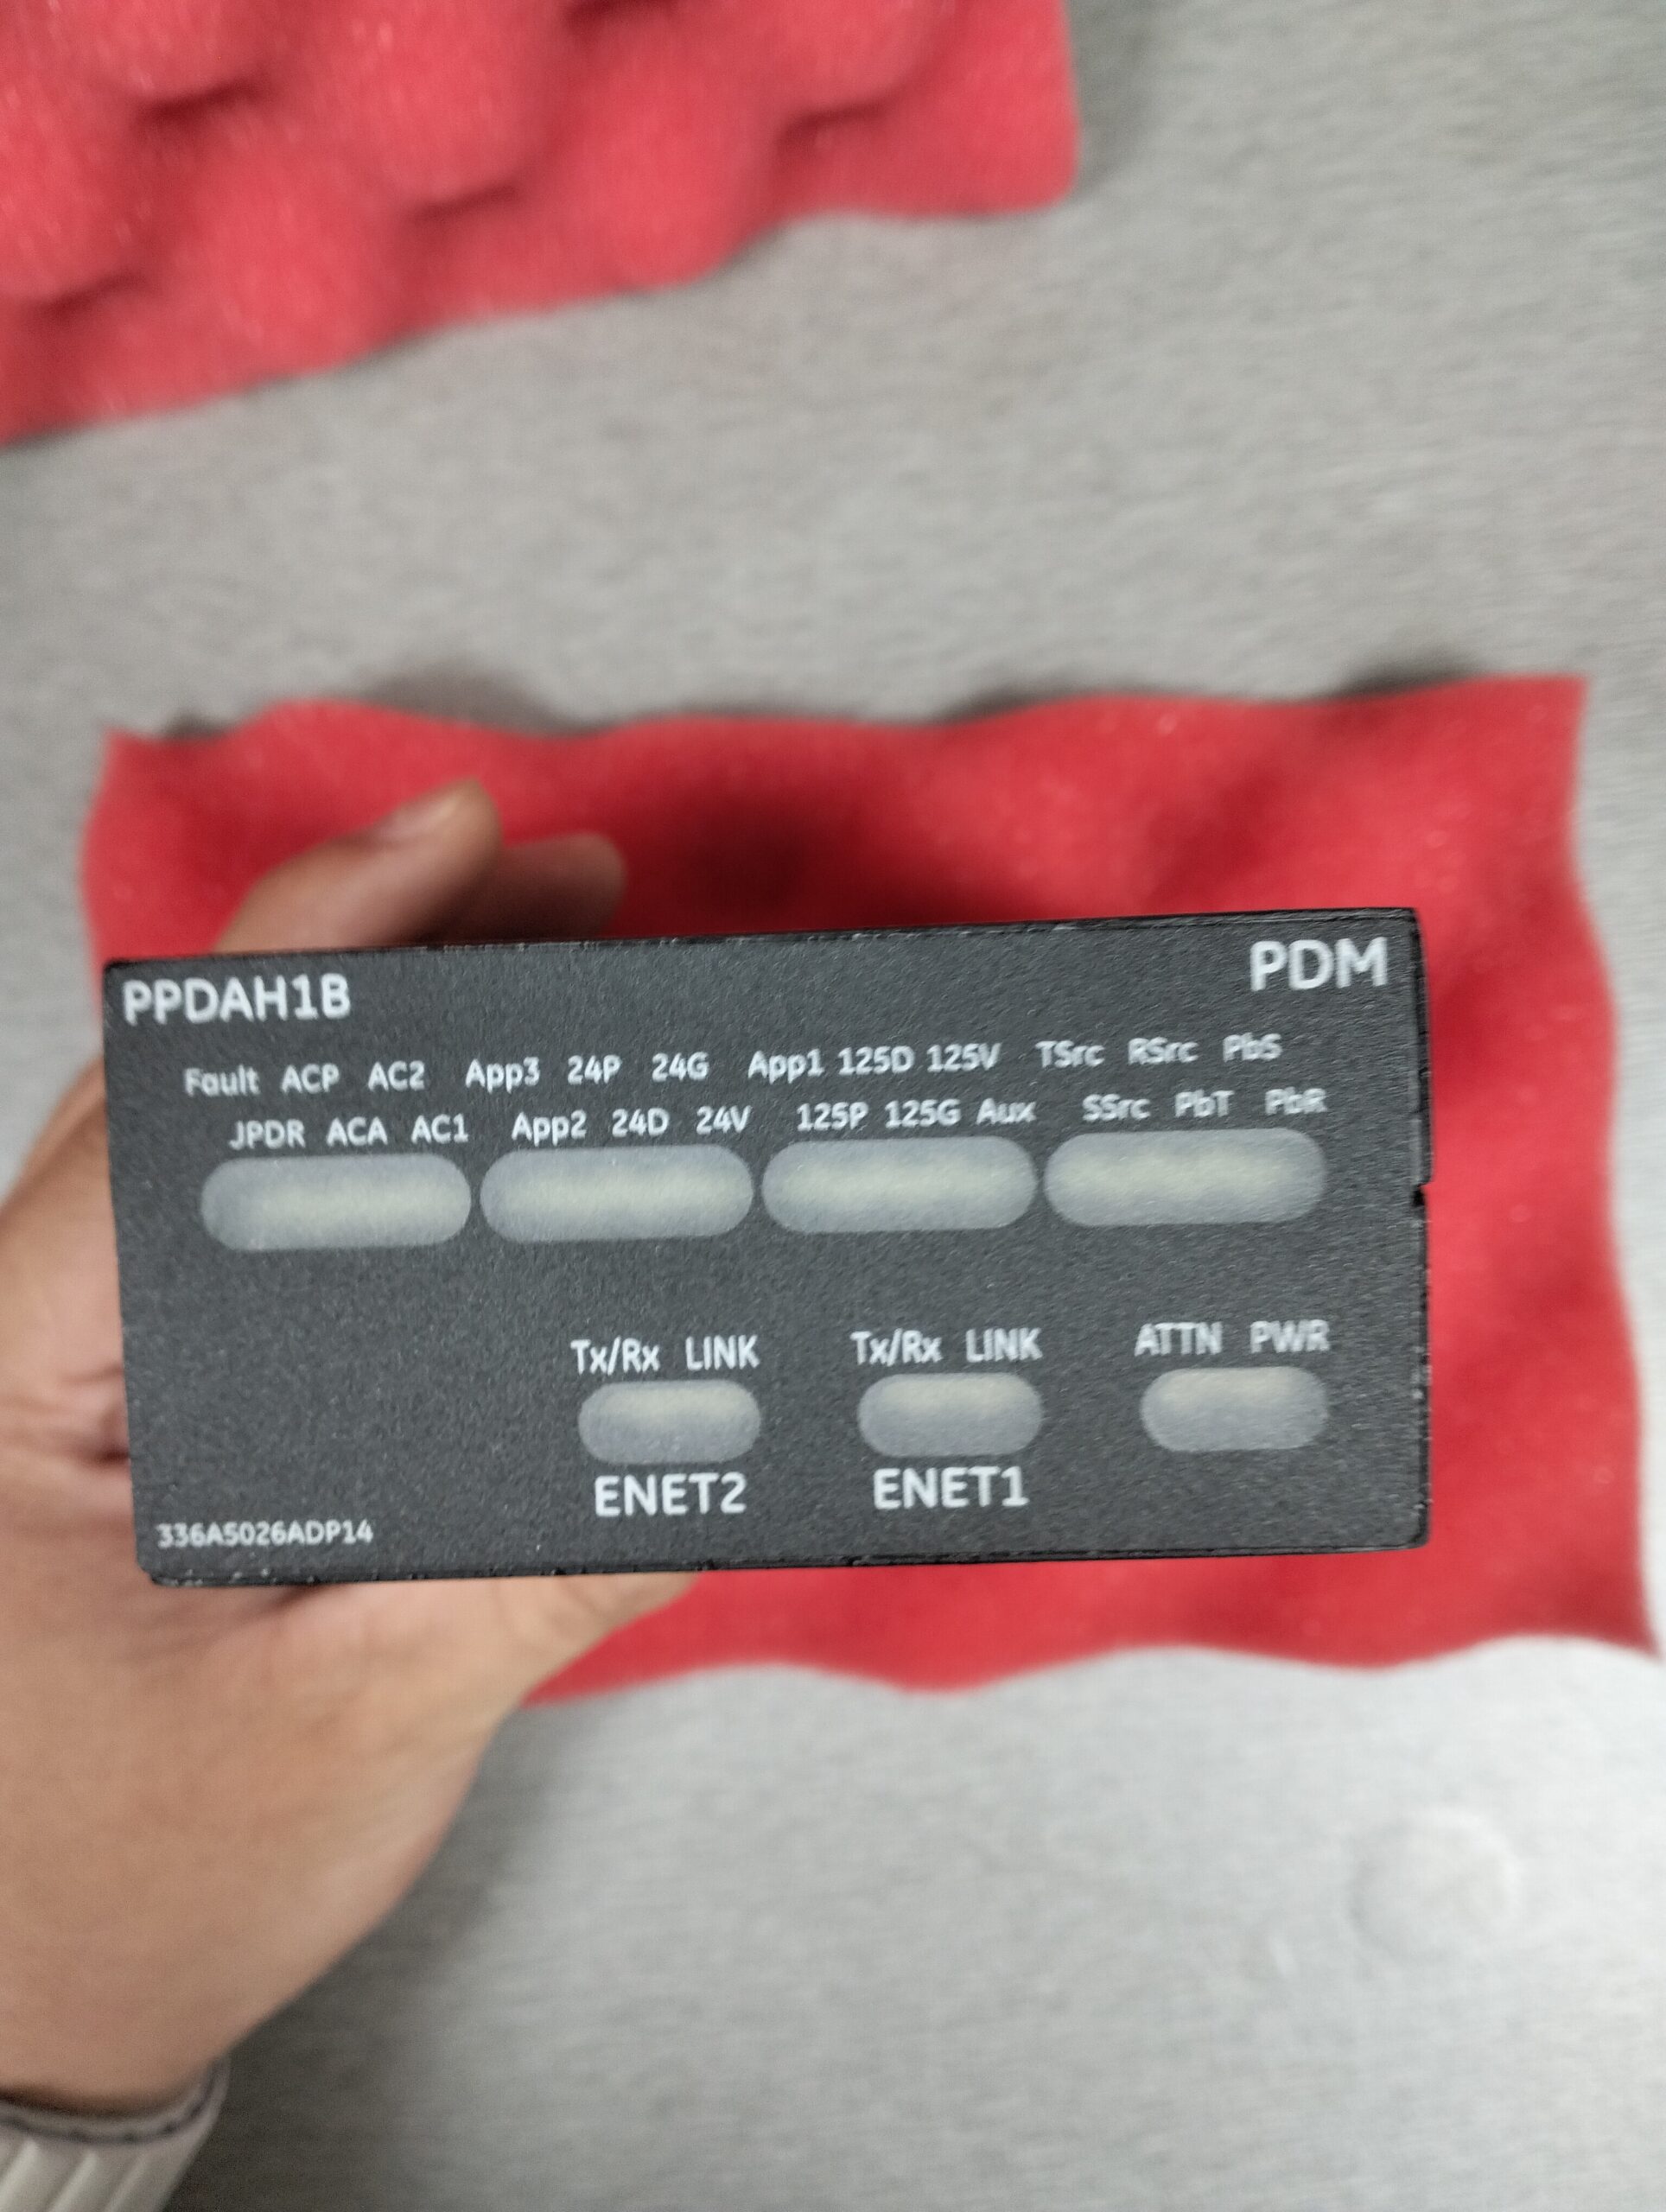 PPDAH1B PDM
Fault ACP AC2 App3 24P 24G App1 125D 125V TSrc RSrc PbS
JPDR ACA AC1 App2 24D 24V 125P 125G Aux SSrc PbT PbR
Tx/Rx LINK Tx/Rx LINK ATTN PWR
ENET2 ENET1
336A5026ADP14